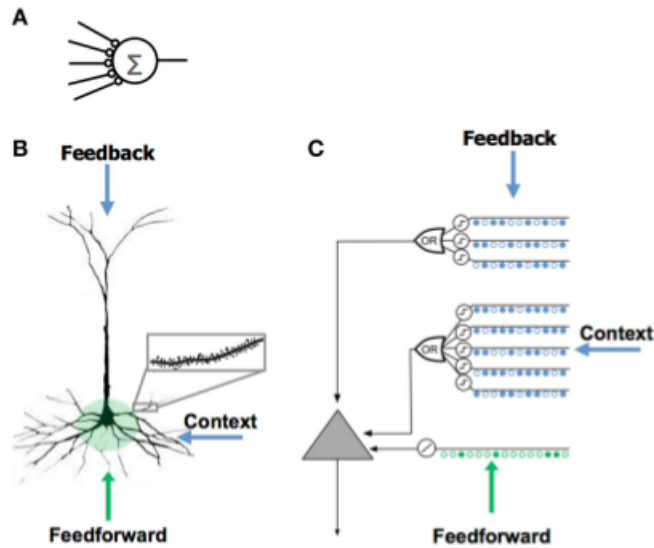 A
Σ
B
Feedback
Context
Feedforward
C
Feedback
OR
OR
Context
Feedforward